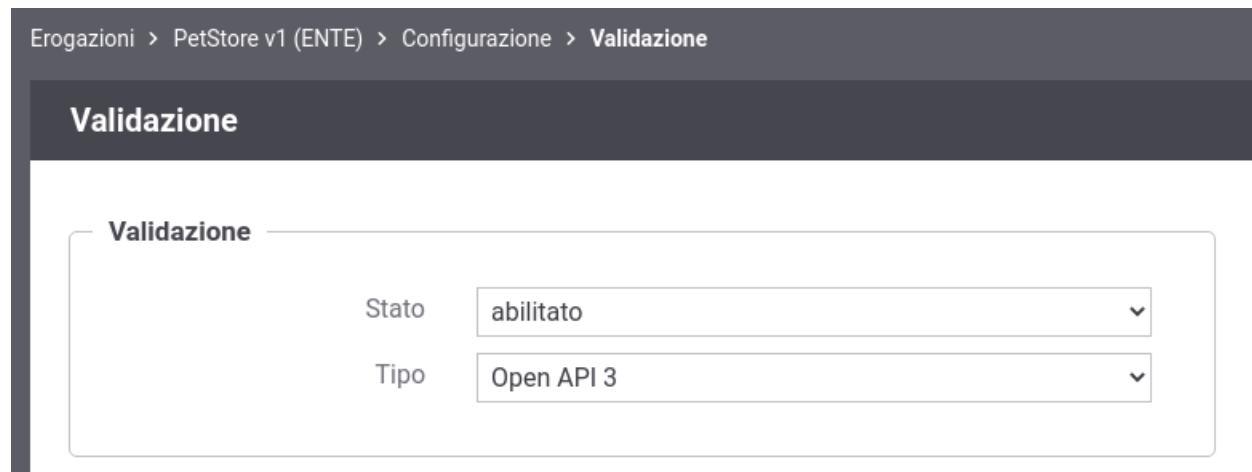 Erogazioni > PetStore v1 (ENTE) > Configurazione > Validazione
Validazione
Validazione
Stato abilitato
Tipo Open API 3